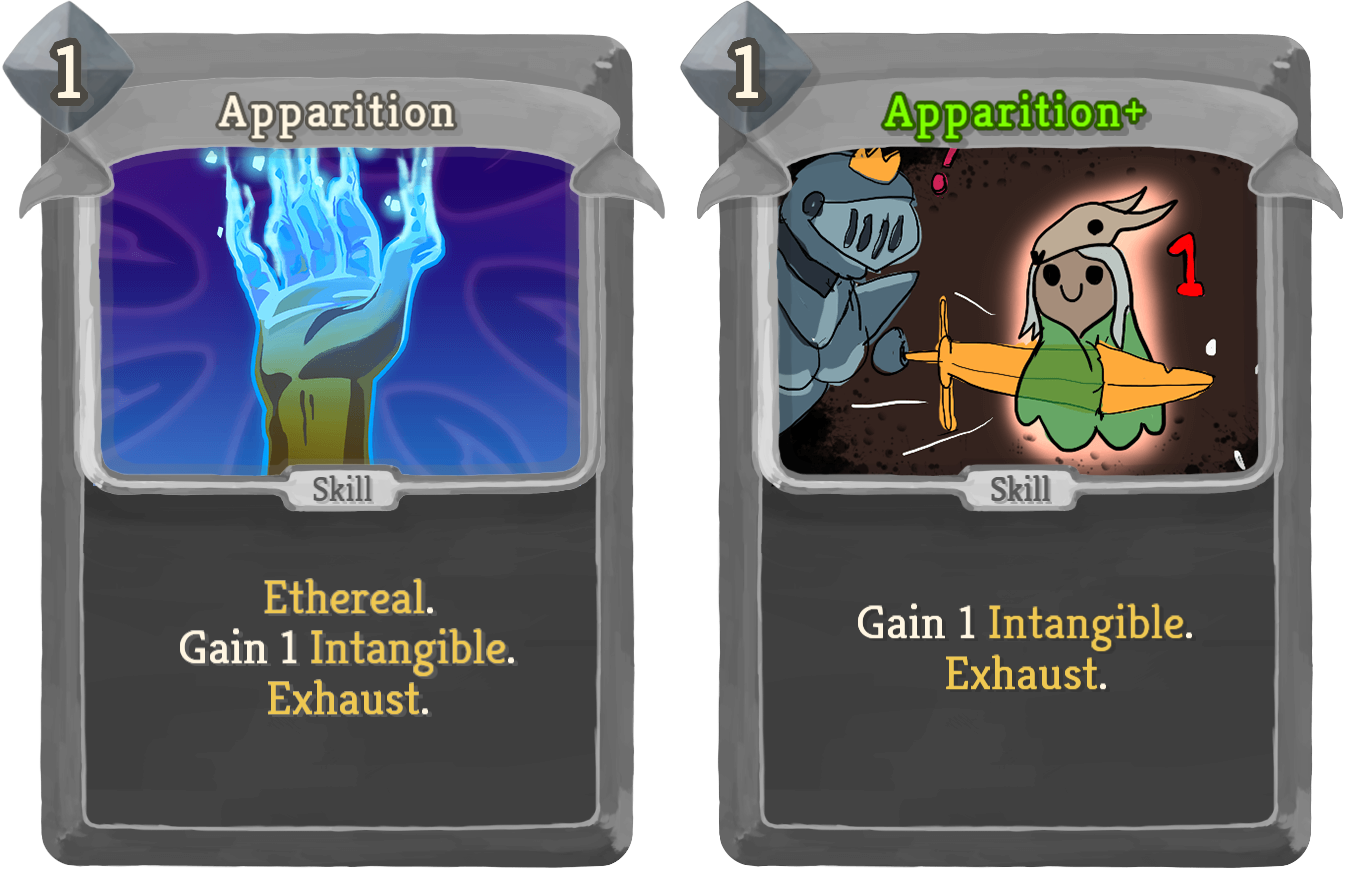 1
Apparition
Skill
Ethereal.
Gain 1 Intangible.
Exhaust.
1
Apparition+
!
1
Skill
Gain 1 Intangible.
Exhaust.